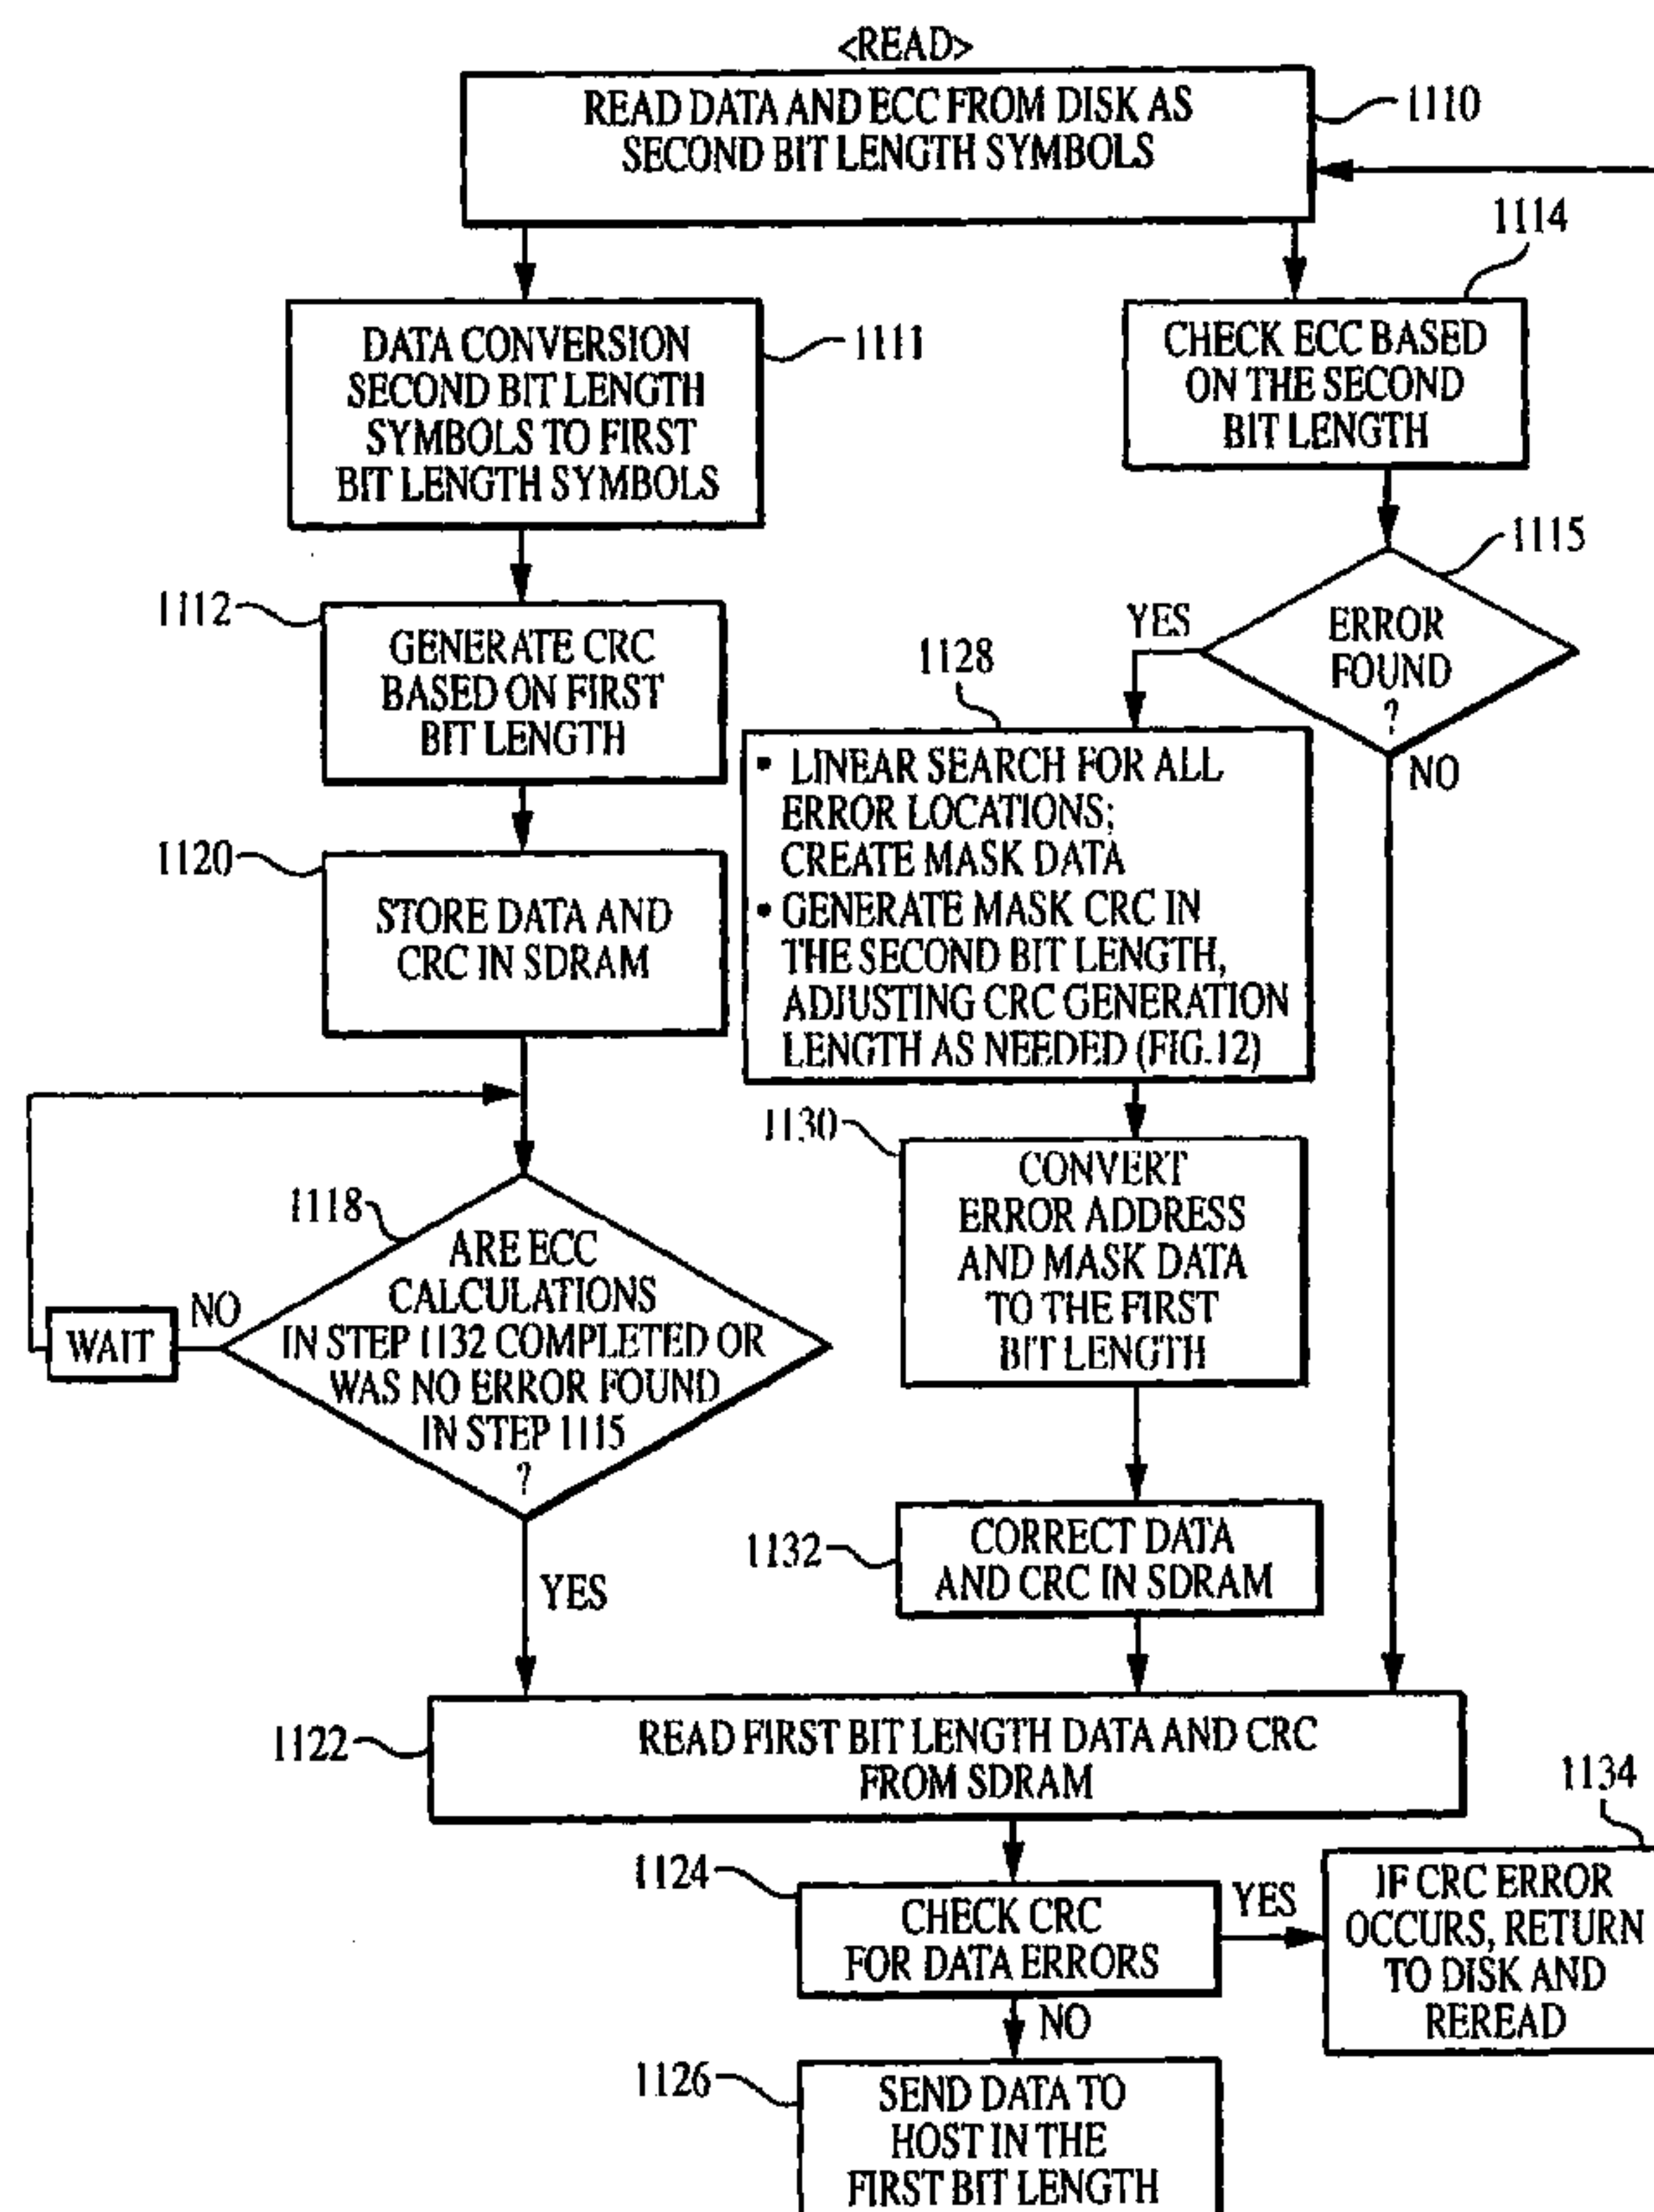 <READ>
READ DATA AND ECC FROM DISK AS
SECOND BIT LENGTH SYMBOLS
1110
1114
DATA CONVERSION
SECOND BIT LENGTH
SYMBOLS TO FIRST
BIT LENGTH SYMBOLS
1111
CHECK ECC BASED
ON THE SECOND
BIT LENGTH
1115
ERROR
FOUND
?
YES
NO
1112
GENERATE CRC
BASED ON FIRST
BIT LENGTH
1128
• LINEAR SEARCH FOR ALL
ERROR LOCATIONS;
CREATE MASK DATA
• GENERATE MASK CRC IN
THE SECOND BIT LENGTH,
ADJUSTING CRC GENERATION
LENGTH AS NEEDED (FIG.12)
1120
STORE DATA AND
CRC IN SDRAM
1130
CONVERT
ERROR ADDRESS
AND MASK DATA
TO THE FIRST
BIT LENGTH
1118
ARE ECC
CALCULATIONS
IN STEP 1132 COMPLETED OR
WAS NO ERROR FOUND
IN STEP 1115
?
NO
WAIT
YES
1132
CORRECT DATA
AND CRC IN SDRAM
1122
READ FIRST BIT LENGTH DATA AND CRC
FROM SDRAM
1124
CHECK CRC
FOR DATA ERRORS
YES
1134
IF CRC ERROR
OCCURS, RETURN
TO DISK AND
REREAD
NO
1126
SEND DATA TO
HOST IN THE
FIRST BIT LENGTH